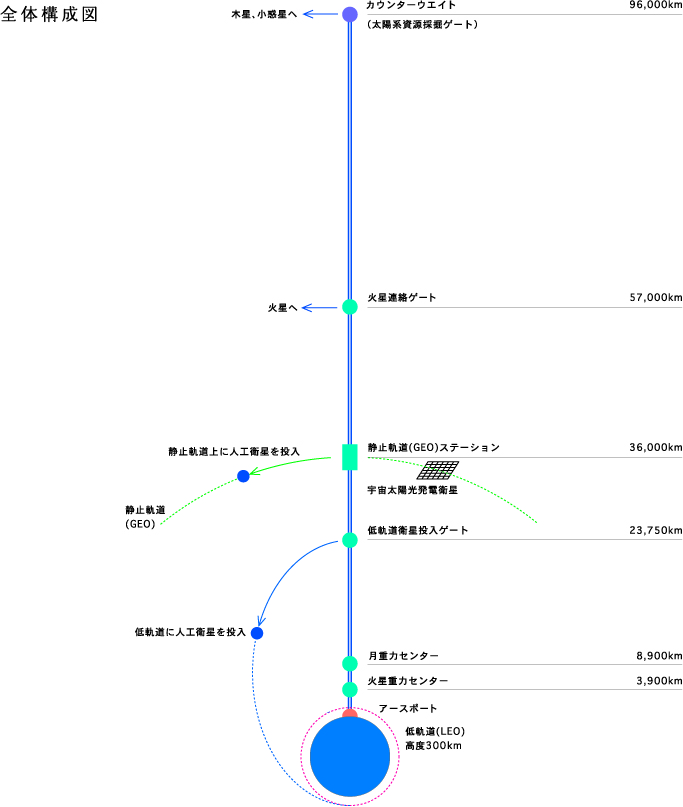 全体構成図
木星、小惑星へ
カウンターウエイト
96,000km
(太陽系資源採掘ゲート)
火星連絡ゲート
57,000km
火星へ
静止軌道(GEO)ステーション
36,000km
静止軌道上に人工衛星を投入
宇宙太陽光発電衛星
静止軌道
(GEO)
低軌道衛星投入ゲート
23,750km
低軌道に人工衛星を投入
月重力センター
8,900km
火星重力センター
3,900km
アースポート
低軌道(LEO)
高度300km